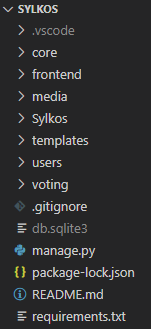 SYLKOS
.vscode
core
frontend
media
Sylkos
templates
users
voting
.gitignore
db.sqlite3
manage.py
package-lock.json
README.md
requirements.txt